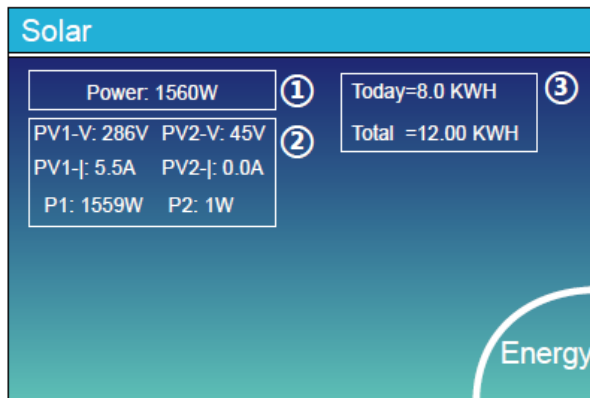 Solar
Power: 1560W
①
PV1-V: 286V PV2-V: 45V
②
PV1-|: 5.5A PV2-|: 0.0A
P1: 1559W P2: 1W
Today=8.0 KWH
③
Total =12.00 KWH
Energy